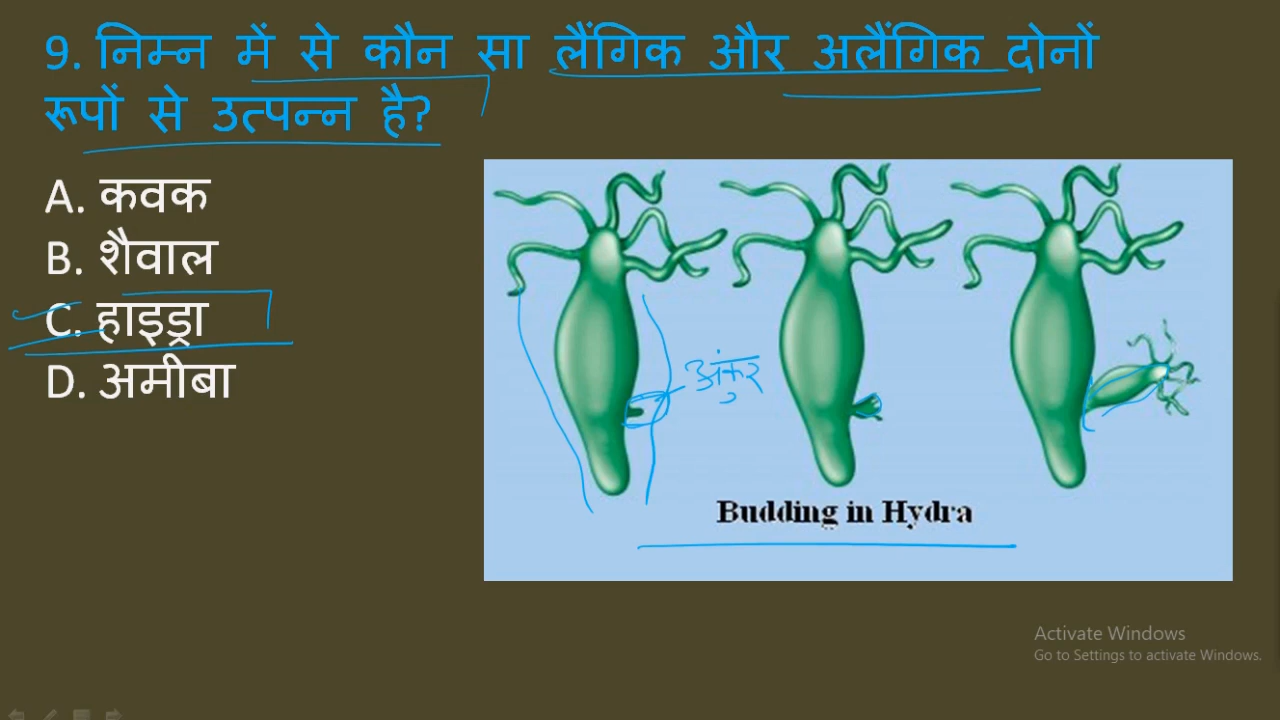 9. निम्न में से कौन सा लैंगिक और अलैंगिक दोनों
रूपों से उत्पन्न है?
A. कवक
B. शैवाल
C. हाइड्रा
D. अमीबा
अंकुर
Budding in Hydra
Activate Windows
Go to Settings to activate Windows.